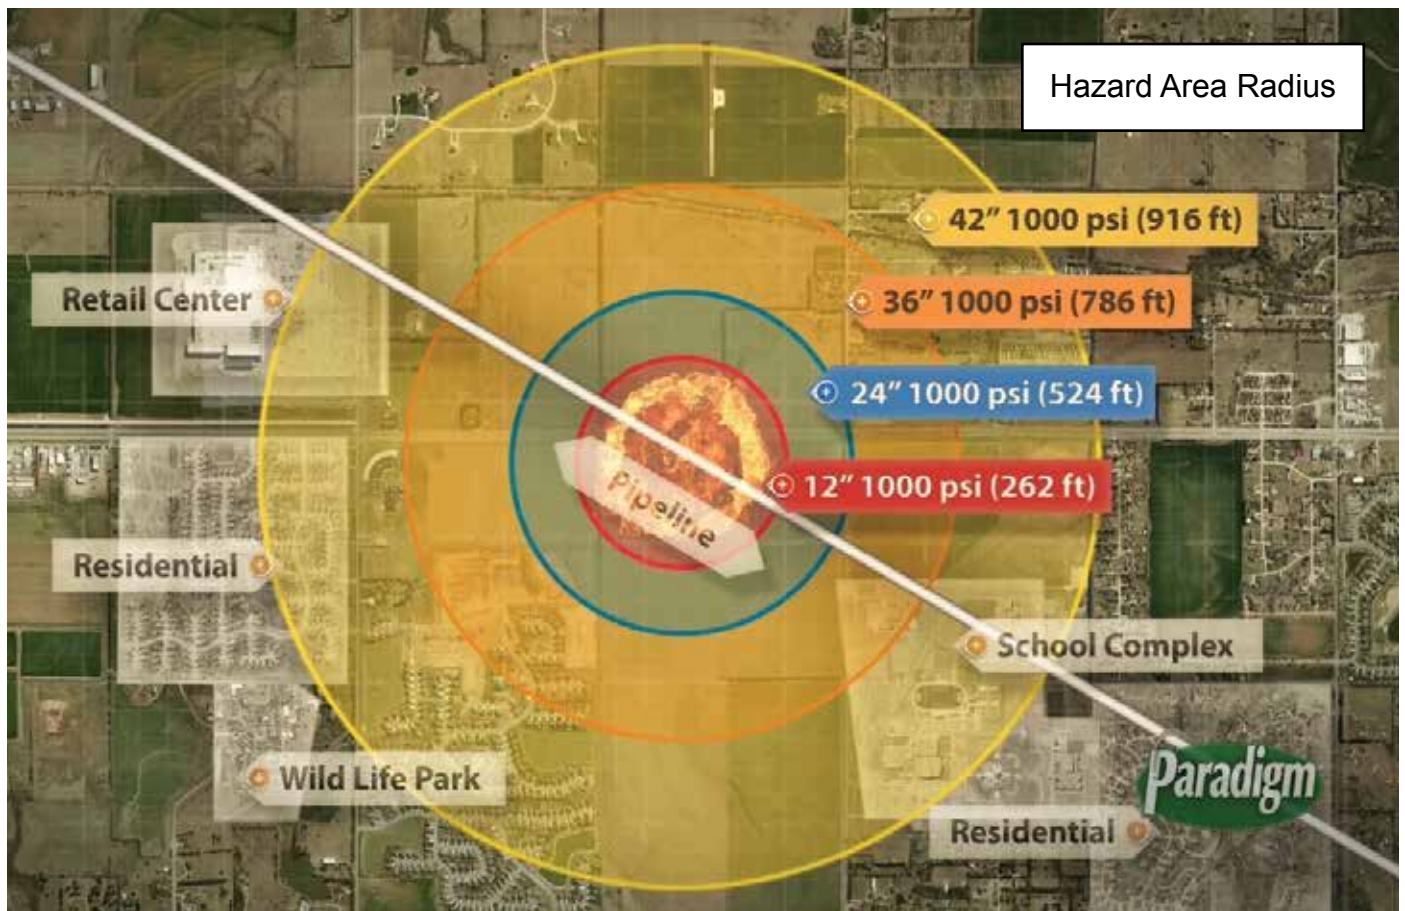 Hazard Area Radius
42” 1000 psi (916 ft)
Retail Center
36” 1000 psi (786 ft)
24” 1000 psi (524 ft)
12” 1000 psi (262 ft)
Pipeline
Residential
School Complex
Wild Life Park
Paradigm
Residential